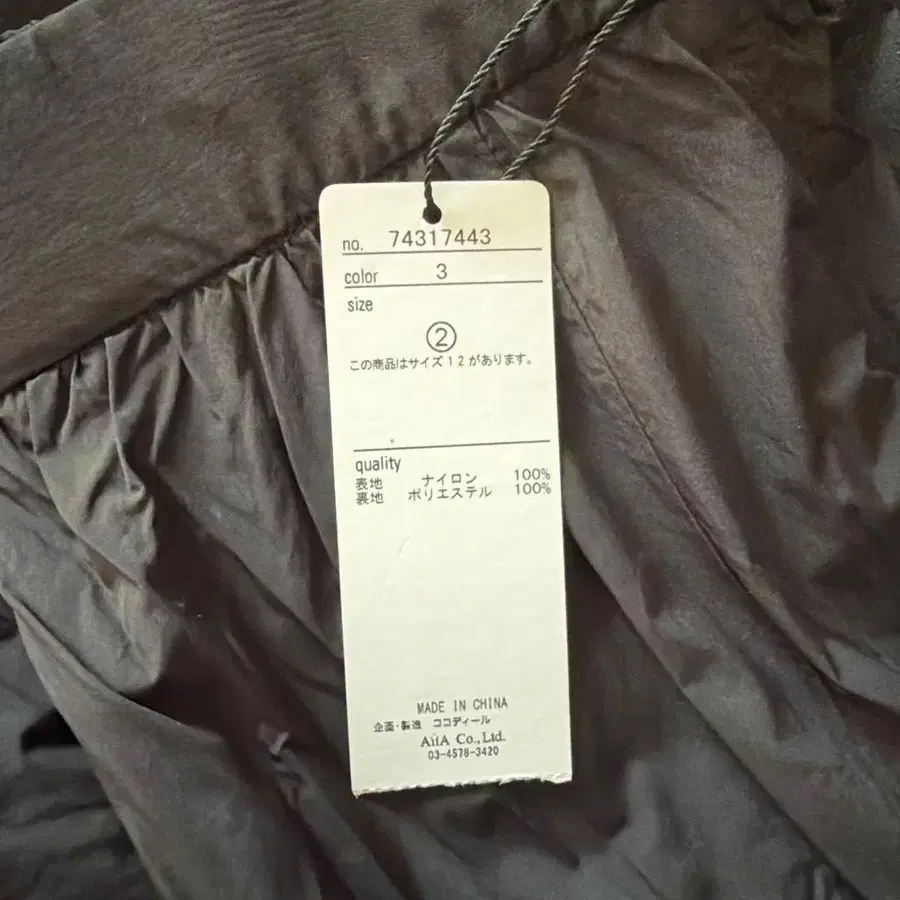 no. 74317443
color 3
size
②
この商品はサイズ12があります。
quality
表地 ナイロン 100%
裏地 ポリエステル 100%
MADE IN CHINA
企画・製造 ココディール
AiiA Co.,Ltd.
03-4578-3420